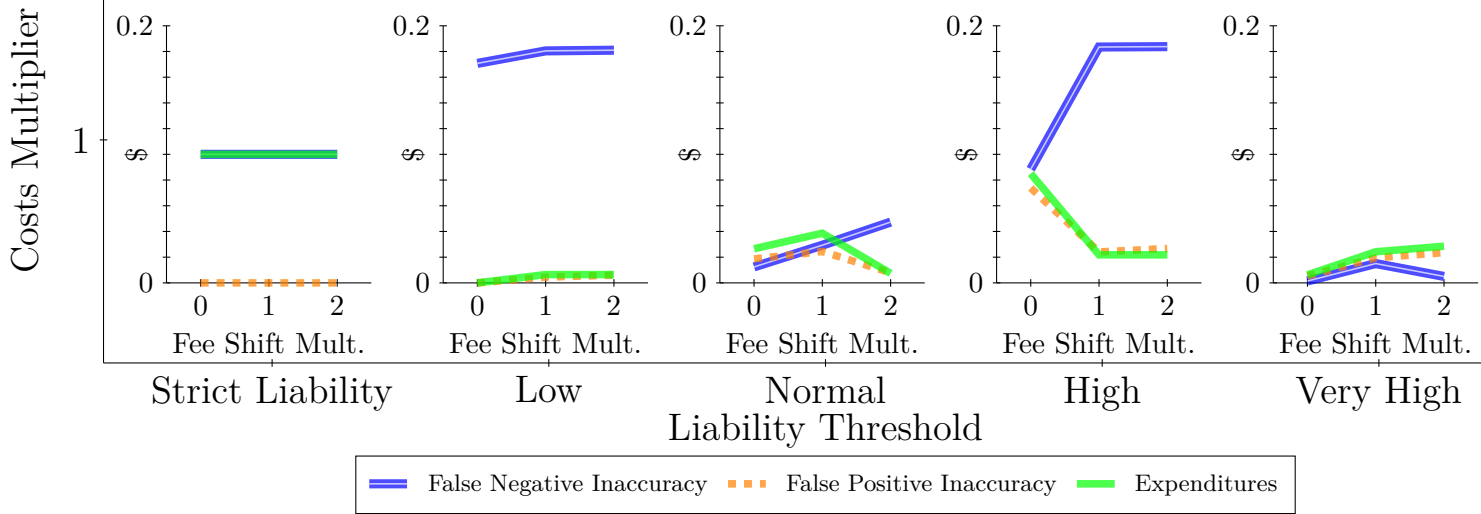 Costs Multiplier
1
0.2
$
0
0 1 2
Fee Shift Mult.
0.2
$
0
0 1 2
Fee Shift Mult.
0.2
$
0
0 1 2
Fee Shift Mult.
0.2
$
0
0 1 2
Fee Shift Mult.
0.2
$
0
0 1 2
Fee Shift Mult.
Strict Liability Low Normal High Very High
Liability Threshold
False Negative Inaccuracy False Positive Inaccuracy Expenditures